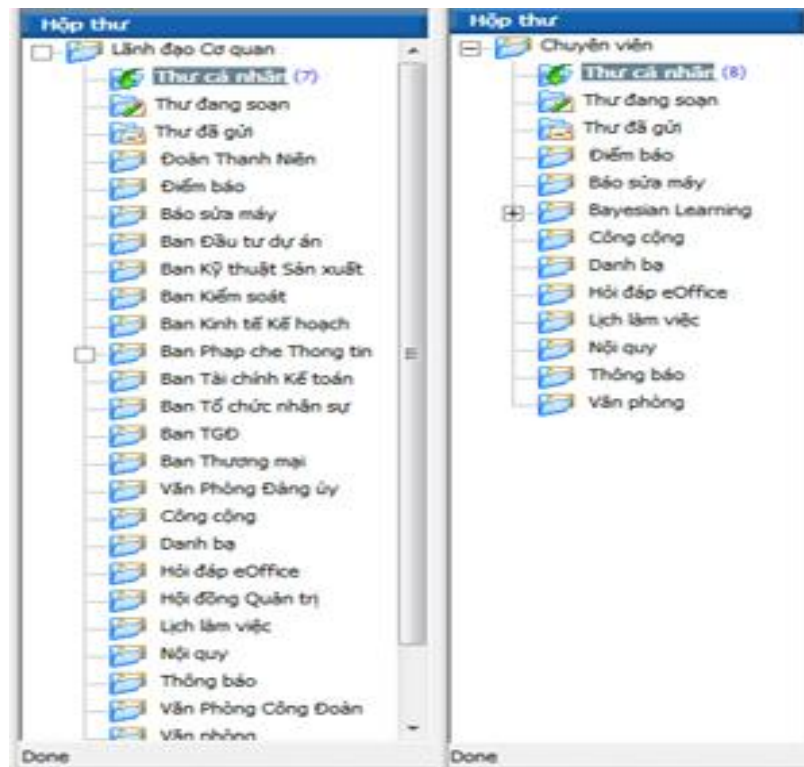 Hộp thư
Lãnh đạo Cơ quan
Thư cá nhân (7)
Thư đang soạn
Thư đã gửi
Đoàn Thanh Niên
Điểm báo
Báo sửa máy
Ban Đầu tư dự án
Ban Kỹ thuật Sản xuất
Ban Kiểm soát
Ban Kinh tế Kế hoạch
Ban Phap che Thong tin
Ban Tài chính Kế toán
Ban Tổ chức nhân sự
Ban TGĐ
Ban Thương mại
Văn Phòng Đảng ủy
Công cộng
Danh bạ
Hỏi đáp eOffice
Hội đồng Quản trị
Lịch làm việc
Nội quy
Thông báo
Văn Phòng Công Đoàn
Văn phòng
Done
Hộp thư
Chuyên viên
Thư cá nhân (8)
Thư đang soạn
Thư đã gửi
Điểm báo
Báo sửa máy
Bayesian Learning
Công cộng
Danh bạ
Hỏi đáp eOffice
Lịch làm việc
Nội quy
Thông báo
Văn phòng
Done